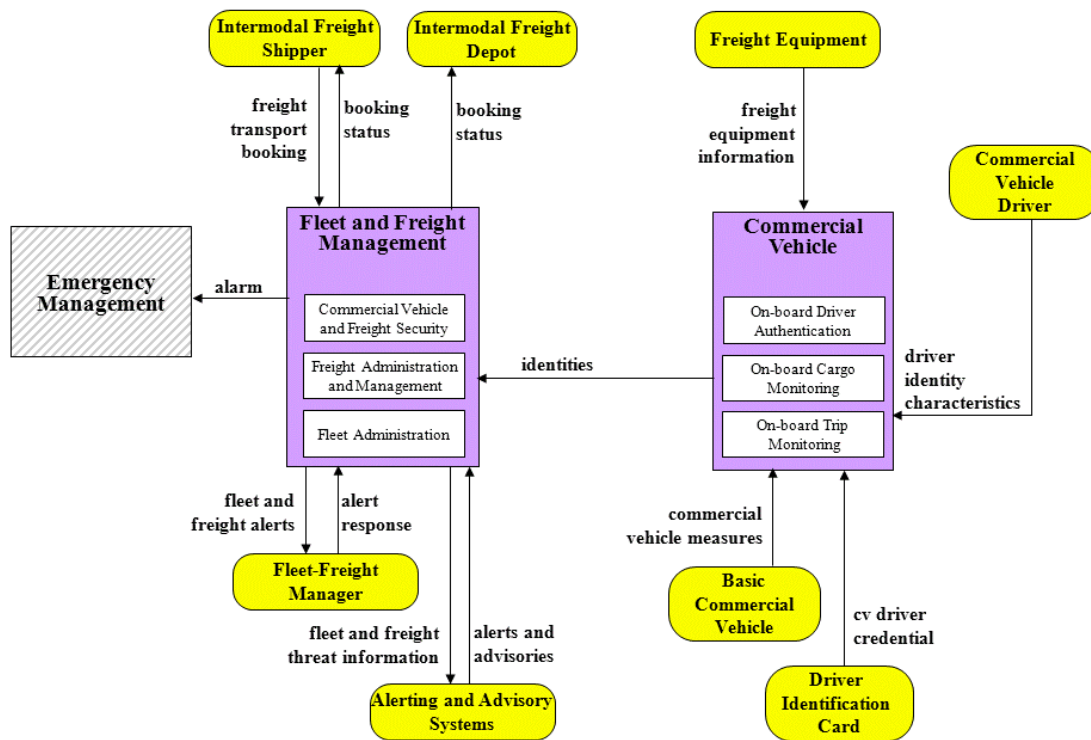 Intermodal Freight
Shipper
Intermodal Freight
Depot
Freight Equipment
freight
transport
booking
booking
status
booking
status
freight
equipment
information
Commercial
Vehicle
Driver
Fleet and Freight
Management
Commercial
Vehicle
Emergency
Management
alarm
Commercial Vehicle
and Freight Security
Freight Administration
and Management
Fleet Administration
identities
On-board Driver
Authentication
On-board Cargo
Monitoring
On-board Trip
Monitoring
driver
identity
characteristics
fleet and
freight alerts
alert
response
commercial
vehicle measures
Fleet-Freight
Manager
Basic
Commercial
Vehicle
cv driver
credential
fleet and freight
threat information
alerts and
advisories
Alerting and Advisory
Systems
Driver
Identification
Card